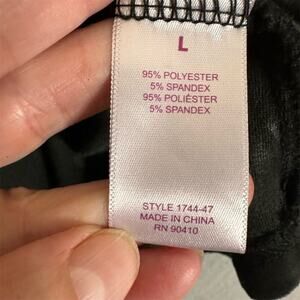 L
95% POLYESTER
5% SPANDEX
95% POLIÉSTER
5% SPANDEX
STYLE 1744-47
MADE IN CHINA
RN 90410